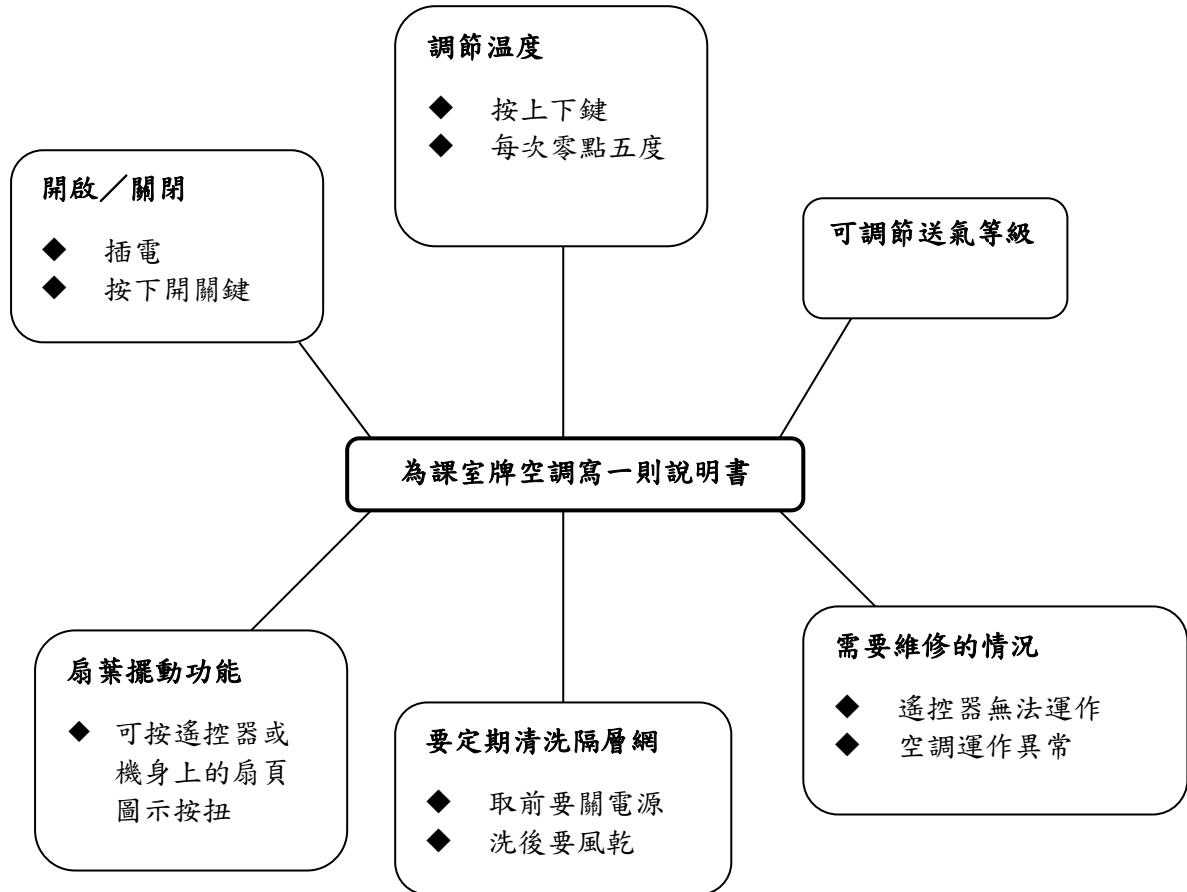 調節溫度
◆ 按上下鍵
◆ 每次零點五度
開啟／關閉
◆ 插電
◆ 按下開關鍵
可調節送氣等級
為課室牌空調寫一則說明書
扇葉擺動功能
◆ 可按遙控器或
機身上的扇頁
圖示按扭
要定期清洗隔層網
◆ 取前要關電源
◆ 洗後要風乾
需要維修的情況
◆ 遙控器無法運作
◆ 空調運作異常